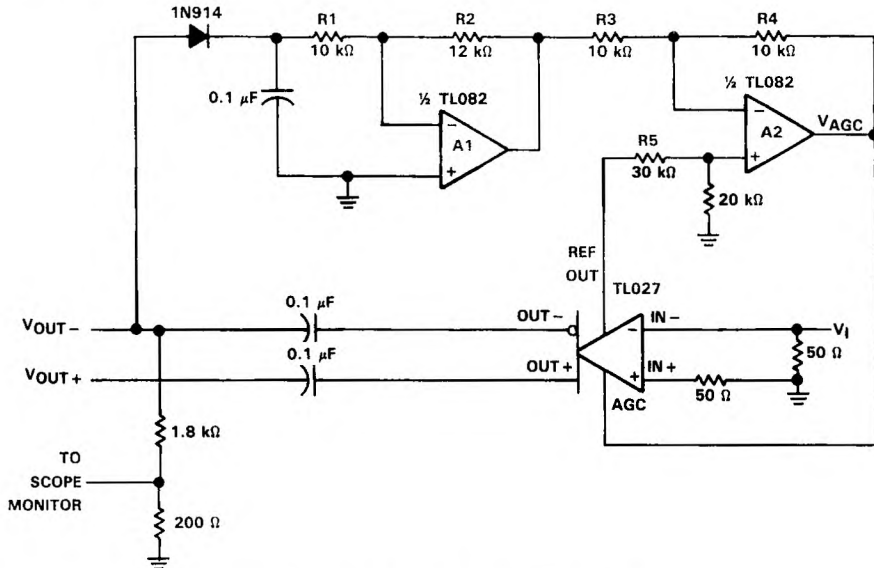 1N914
R1
10 kΩ
R2
12 kΩ
R3
10 kΩ
R4
10 kΩ
0.1 μF
½ TL082
−
A1
+
½ TL082
−
A2
+
VAGC
R5
30 kΩ
20 kΩ
REF
OUT
TL027
VOUT−
0.1 μF
OUT −
−
IN −
VI
50 Ω
VOUT+
0.1 μF
OUT +
+
IN +
50 Ω
AGC
1.8 kΩ
TO
SCOPE
MONITOR
200 Ω